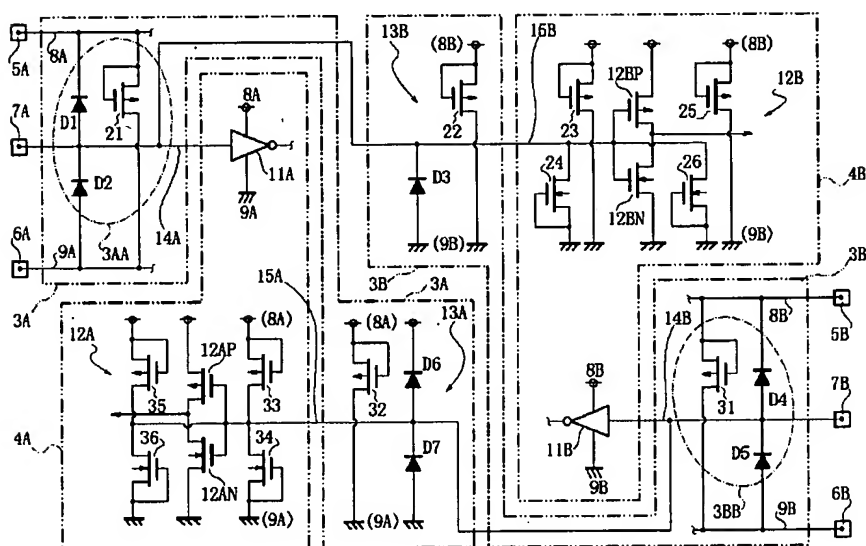 5A
8A
7A
D1
21
D2
6A
9A
14A
3AA
3A
8A
11A
9A
13B
(8B)
22
D3
(9B)
3B
15B
12BP
(8B)
23
25
12B
24
12BN
26
(9B)
4B
3B
12A
12AP
(8A)
35
33
15A
36
34
12AN
(9A)
4A
3A
(8A)
13A
32
D6
D7
(9A)
8B
11B
9B
14B
8B
5B
31
D4
7B
D5
3BB
9B
6B